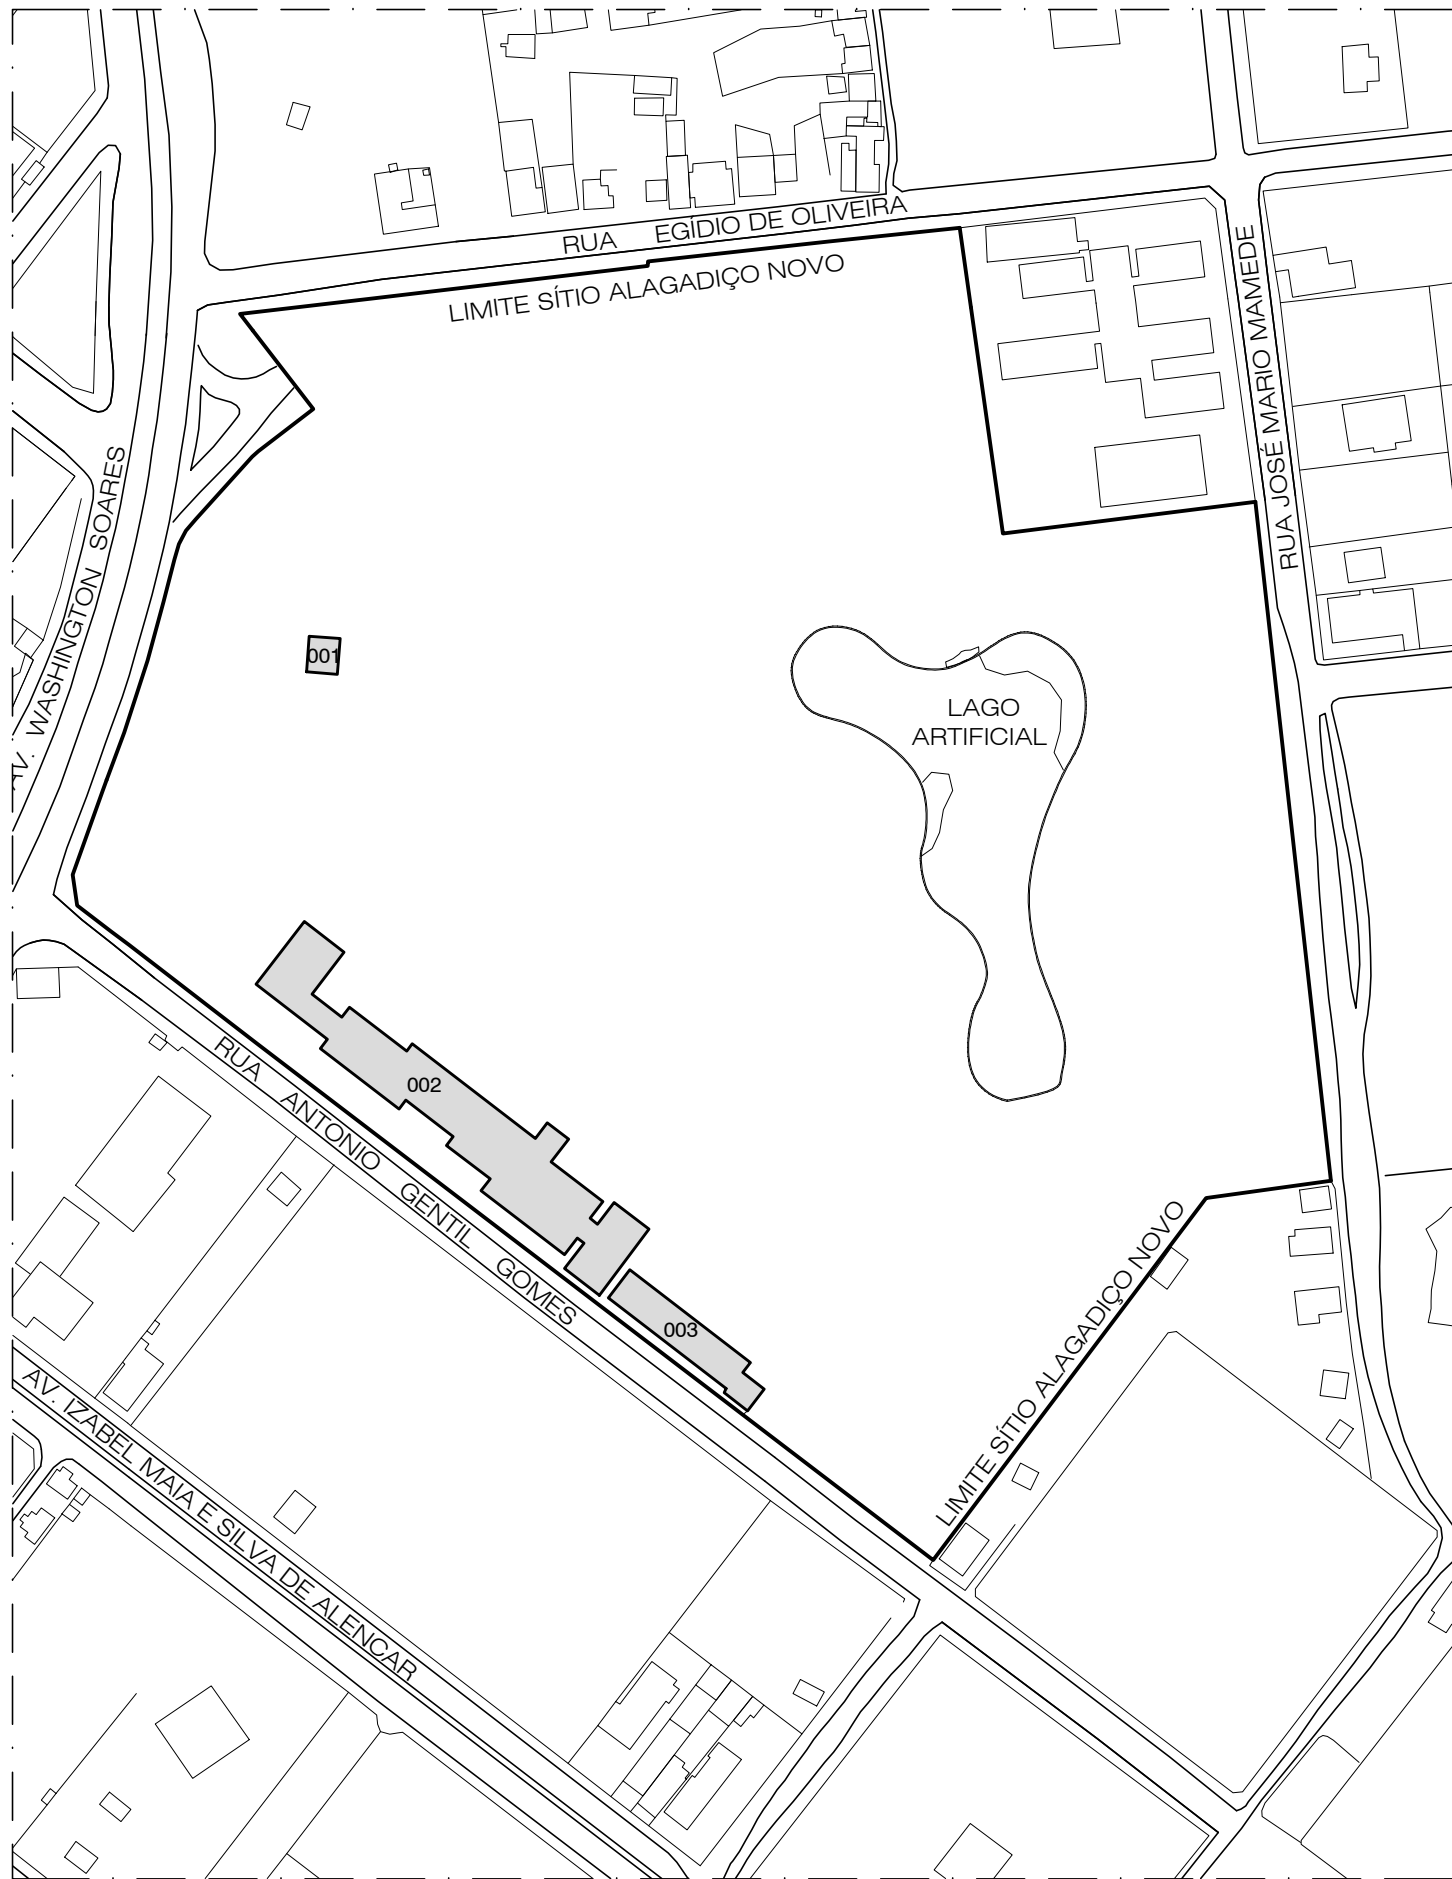 RUA EGÍDIO DE OLIVEIRA
LIMITE SÍTIO ALAGADIÇO NOVO
RUA JOSÉ MARIO MAMEDE
AV. WASHINGTON SOARES
001
LAGO
ARTIFICIAL
002
RUA ANTONIO GENTIL GOMES
003
LIMITE SÍTIO ALAGADIÇO NOVO
AV. IZABEL MAIA E SILVA DE ALENCAR